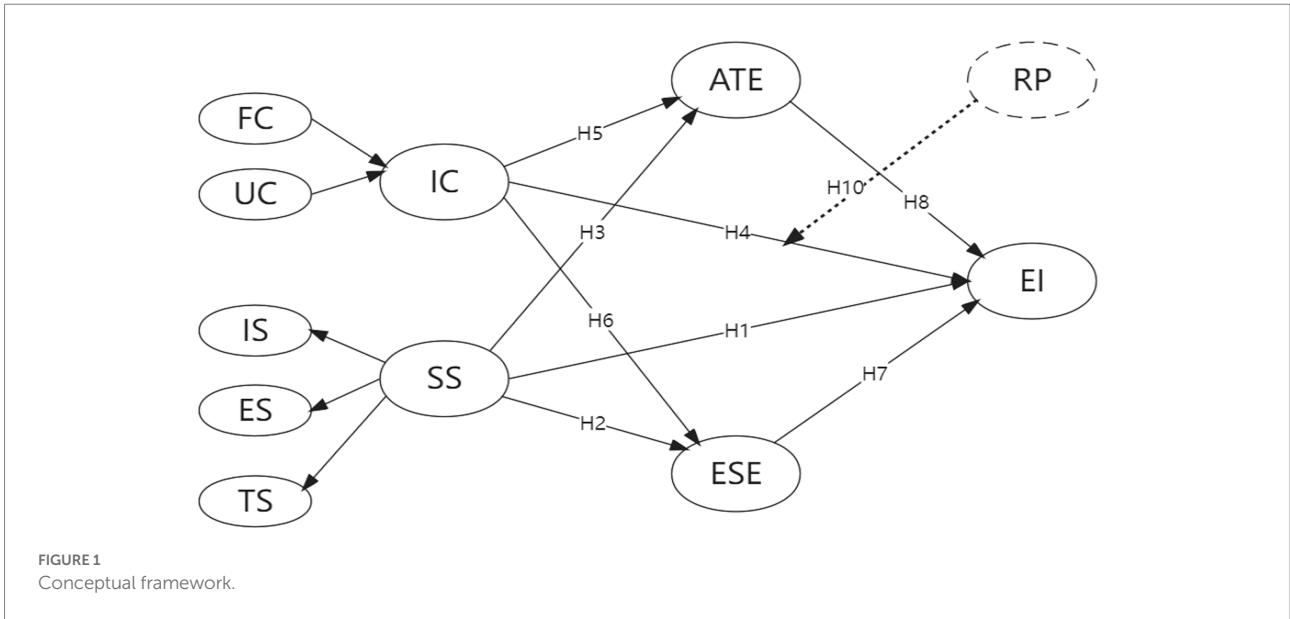 ATE
RP
FC
H5
IC
UC
H10
H8
H3
H4
EI
IS
H6
H1
SS
H7
ES
H2
ESE
TS
FIGURE 1
Conceptual framework.